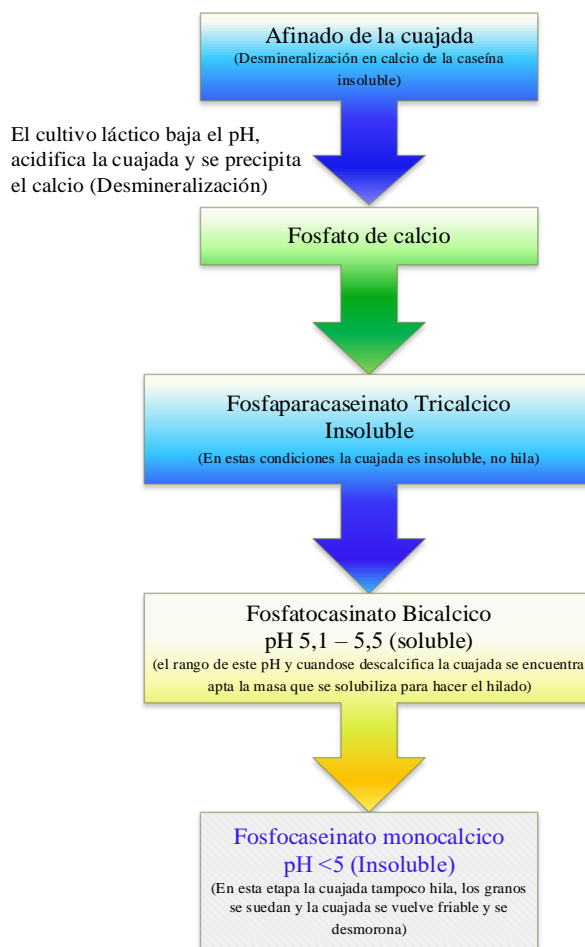 Afinado de la cuajada
(Desmineralización en calcio de la caseína
insoluble)
El cultivo láctico baja el pH,
acidifica la cuajada y se precipita
el calcio (Desmineralización)
Fosfato de calcio
Fosfaparacaseinato Tricalcico
Insoluble
(En estas condiciones la cuajada es insoluble, no hila)
Fosfatocasinato Bicalcico
pH 5,1 – 5,5 (soluble)
(el rango de este pH y cuandose descalcifica la cuajada se encuentra
apta la masa que se solubiliza para hacer el hilado)
Fosfocaseinato monocalcico
pH <5 (Insoluble)
(En esta etapa la cuajada tampoco hila, los granos
se suedan y la cuajada se vuelve friable y se
desmorona)